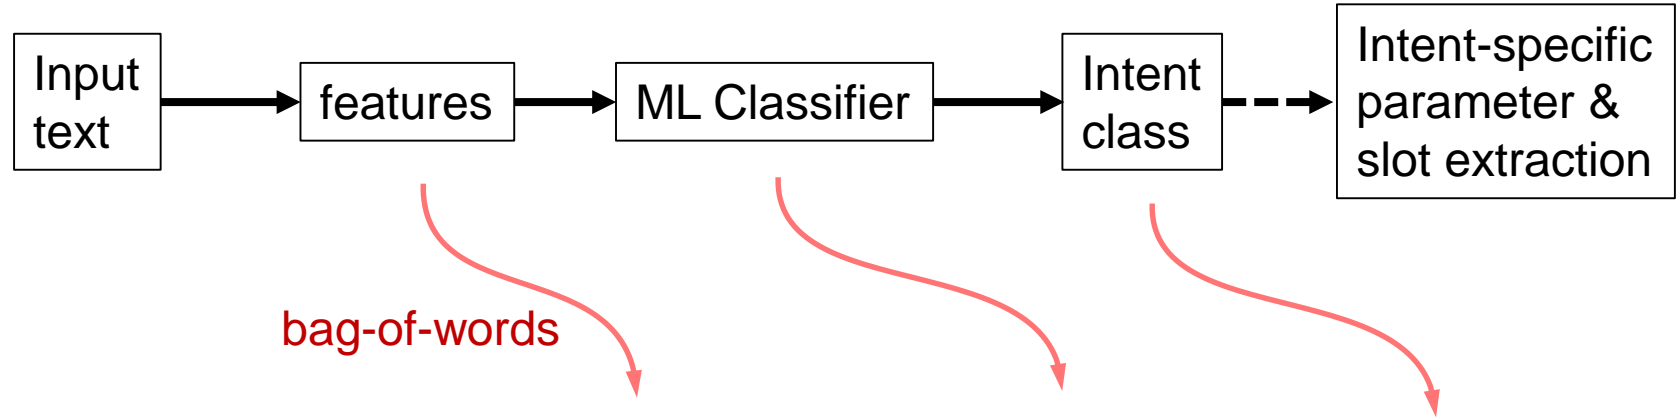 Input
text
features
ML Classifier
Intent
class
Intent-specific
parameter &
slot extraction
bag-of-words